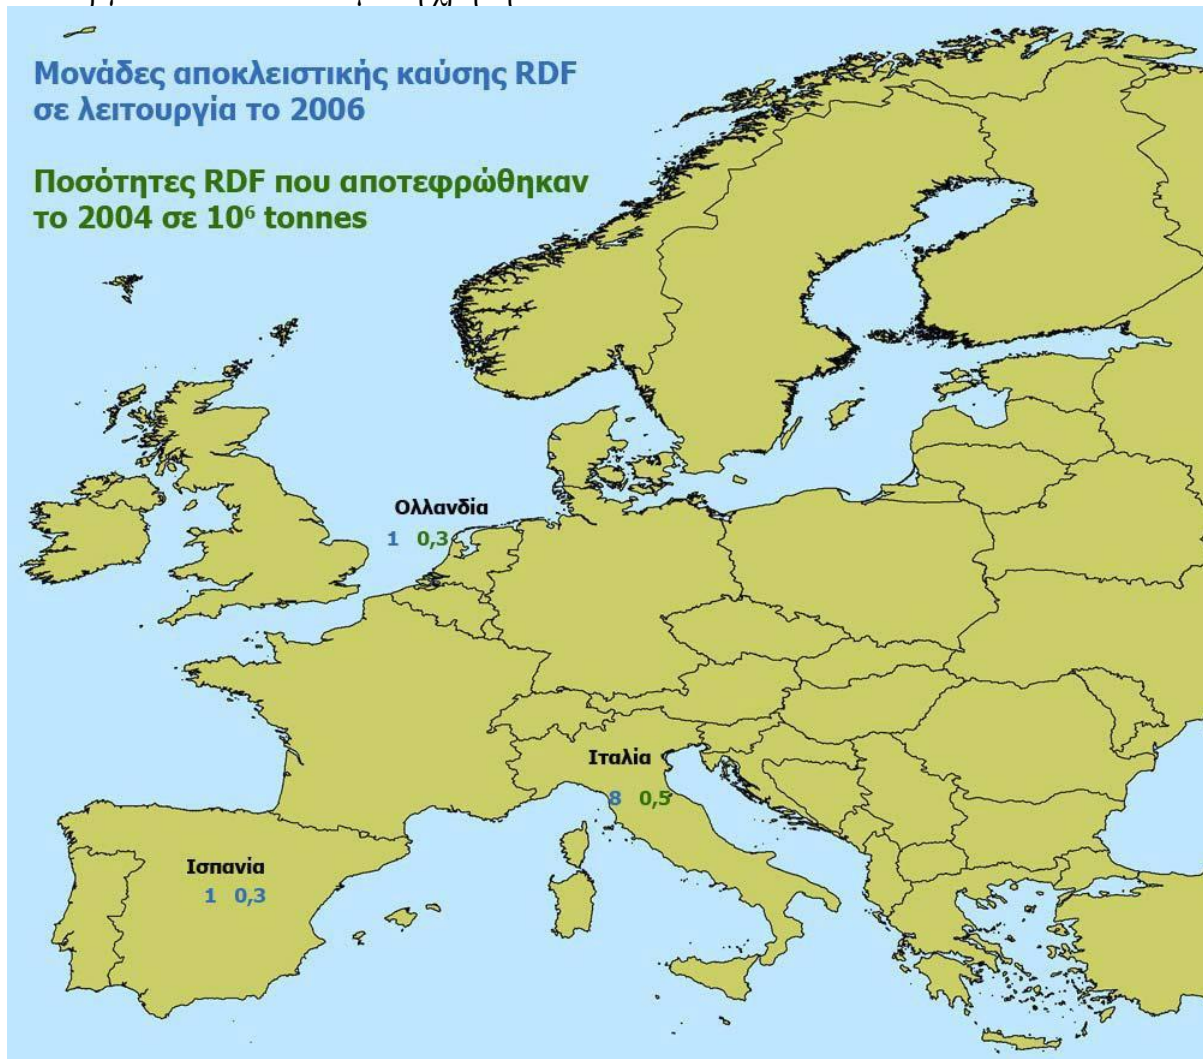 Μονάδες αποκλειστικής καύσης RDF
σε λειτουργία το 2006
Ποσότητες RDF που αποτεφρώθηκαν
το 2004 σε 10⁶ tonnes
Ολλανδία
1 0,3
Ιταλία
8 0,5
Ισπανία
1 0,3